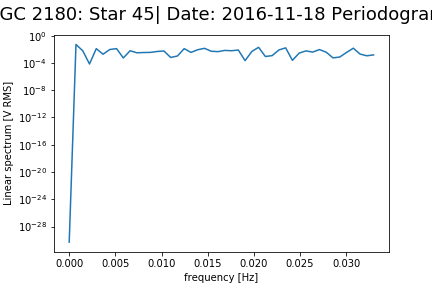 GC 2180: Star 45| Date: 2016-11-18 Periodogram
10^0
10^-4
10^-8
10^-12
10^-16
10^-20
10^-24
10^-28
Linear spectrum [V RMS]
0.000 0.005 0.010 0.015 0.020 0.025 0.030
frequency [Hz]